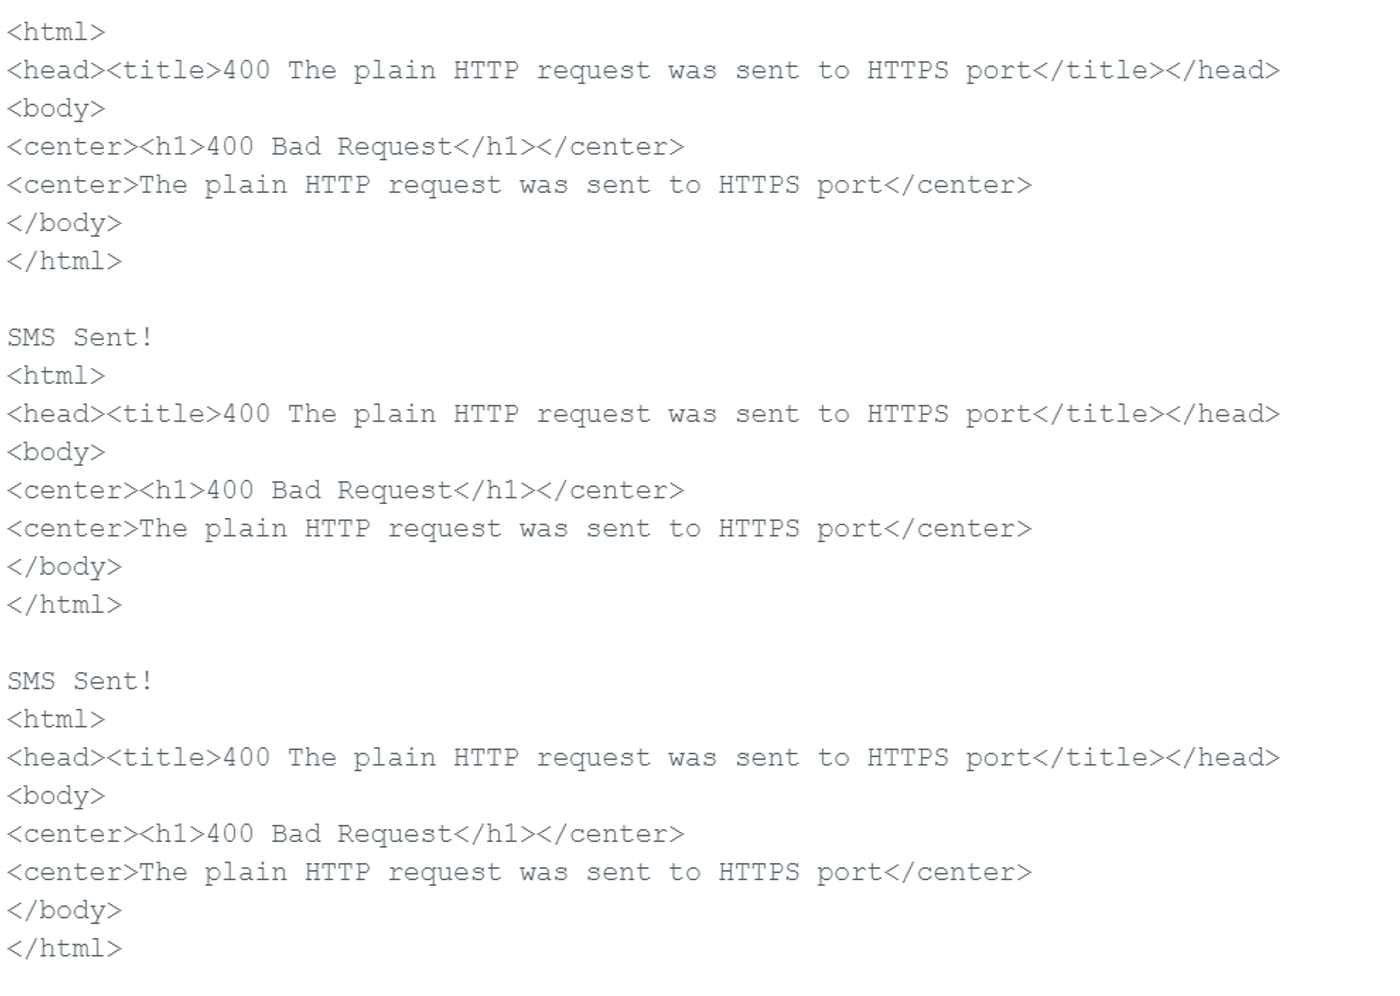 <html>
<head><title>400 The plain HTTP request was sent to HTTPS port</title></head>
<body>
<center><h1>400 Bad Request</h1></center>
<center>The plain HTTP request was sent to HTTPS port</center>
</body>
</html>

SMS Sent!
<html>
<head><title>400 The plain HTTP request was sent to HTTPS port</title></head>
<body>
<center><h1>400 Bad Request</h1></center>
<center>The plain HTTP request was sent to HTTPS port</center>
</body>
</html>

SMS Sent!
<html>
<head><title>400 The plain HTTP request was sent to HTTPS port</title></head>
<body>
<center><h1>400 Bad Request</h1></center>
<center>The plain HTTP request was sent to HTTPS port</center>
</body>
</html>